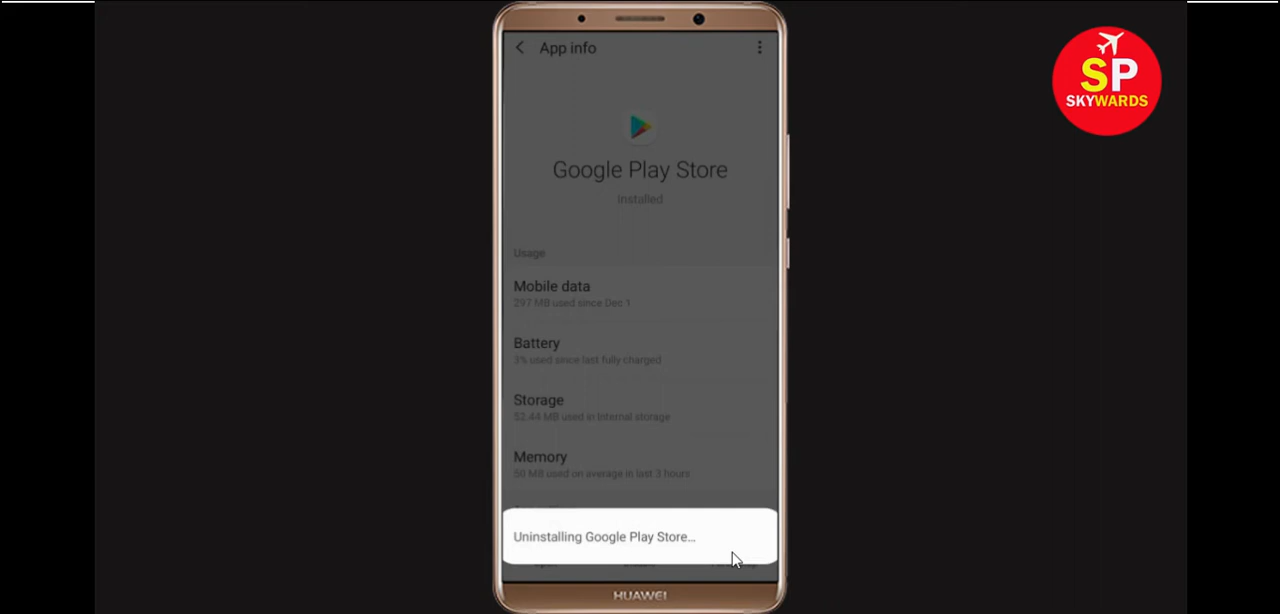 App info
SP
SKYWARDS
Google Play Store
Installed
Usage
Mobile data
297 MB used since Dec 1
Battery
3% used since last fully charged
Storage
52.44 MB used in Internal storage
Memory
50 MB used on average in last 3 hours
Uninstalling Google Play Store...
HUAWEI